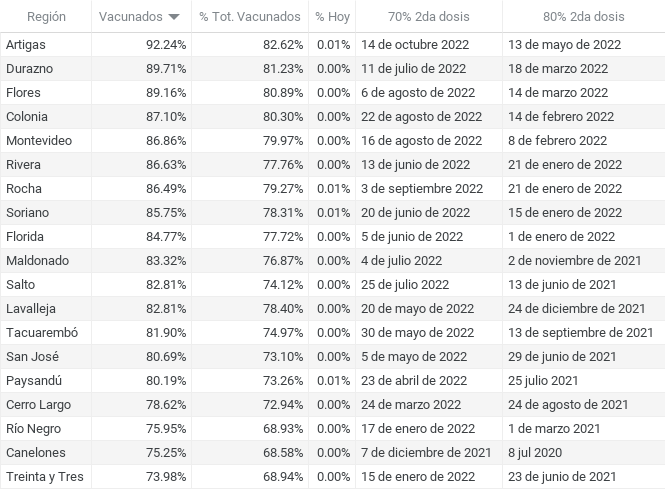 Región Vacunados % Tot. Vacunados % Hoy 70% 2da dosis 80% 2da dosis
Artigas 92.24% 82.62% 0.01% 14 de octubre 2022 13 de mayo de 2022
Durazno 89.71% 81.23% 0.00% 11 de julio de 2022 18 de marzo 2022
Flores 89.16% 80.89% 0.00% 6 de agosto de 2022 14 de marzo 2022
Colonia 87.10% 80.30% 0.00% 22 de agosto de 2022 14 de febrero 2022
Montevideo 86.86% 79.97% 0.00% 16 de agosto de 2022 8 de febrero 2022
Rivera 86.63% 77.76% 0.00% 13 de junio de 2022 21 de enero de 2022
Rocha 86.49% 79.27% 0.01% 3 de septiembre 2022 21 de enero de 2022
Soriano 85.75% 78.31% 0.01% 20 de junio de 2022 15 de enero de 2022
Florida 84.77% 77.72% 0.00% 5 de junio de 2022 1 de enero de 2022
Maldonado 83.32% 76.87% 0.00% 4 de julio 2022 2 de noviembre de 2021
Salto 82.81% 74.12% 0.00% 25 de julio 2022 13 de junio de 2021
Lavalleja 82.81% 78.40% 0.00% 20 de mayo de 2022 24 de diciembre de 2021
Tacuarembó 81.90% 74.97% 0.00% 30 de mayo de 2022 13 de septiembre de 2021
San José 80.69% 73.10% 0.00% 5 de mayo de 2022 29 de junio de 2021
Paysandú 80.19% 73.26% 0.01% 23 de abril de 2022 25 julio 2021
Cerro Largo 78.62% 72.94% 0.00% 24 de marzo 2022 24 de agosto de 2021
Río Negro 75.95% 68.93% 0.00% 17 de enero de 2022 1 de marzo 2021
Canelones 75.25% 68.58% 0.00% 7 de diciembre de 2021 8 jul 2020
Treinta y Tres 73.98% 68.94% 0.00% 15 de enero de 2022 23 de junio de 2021